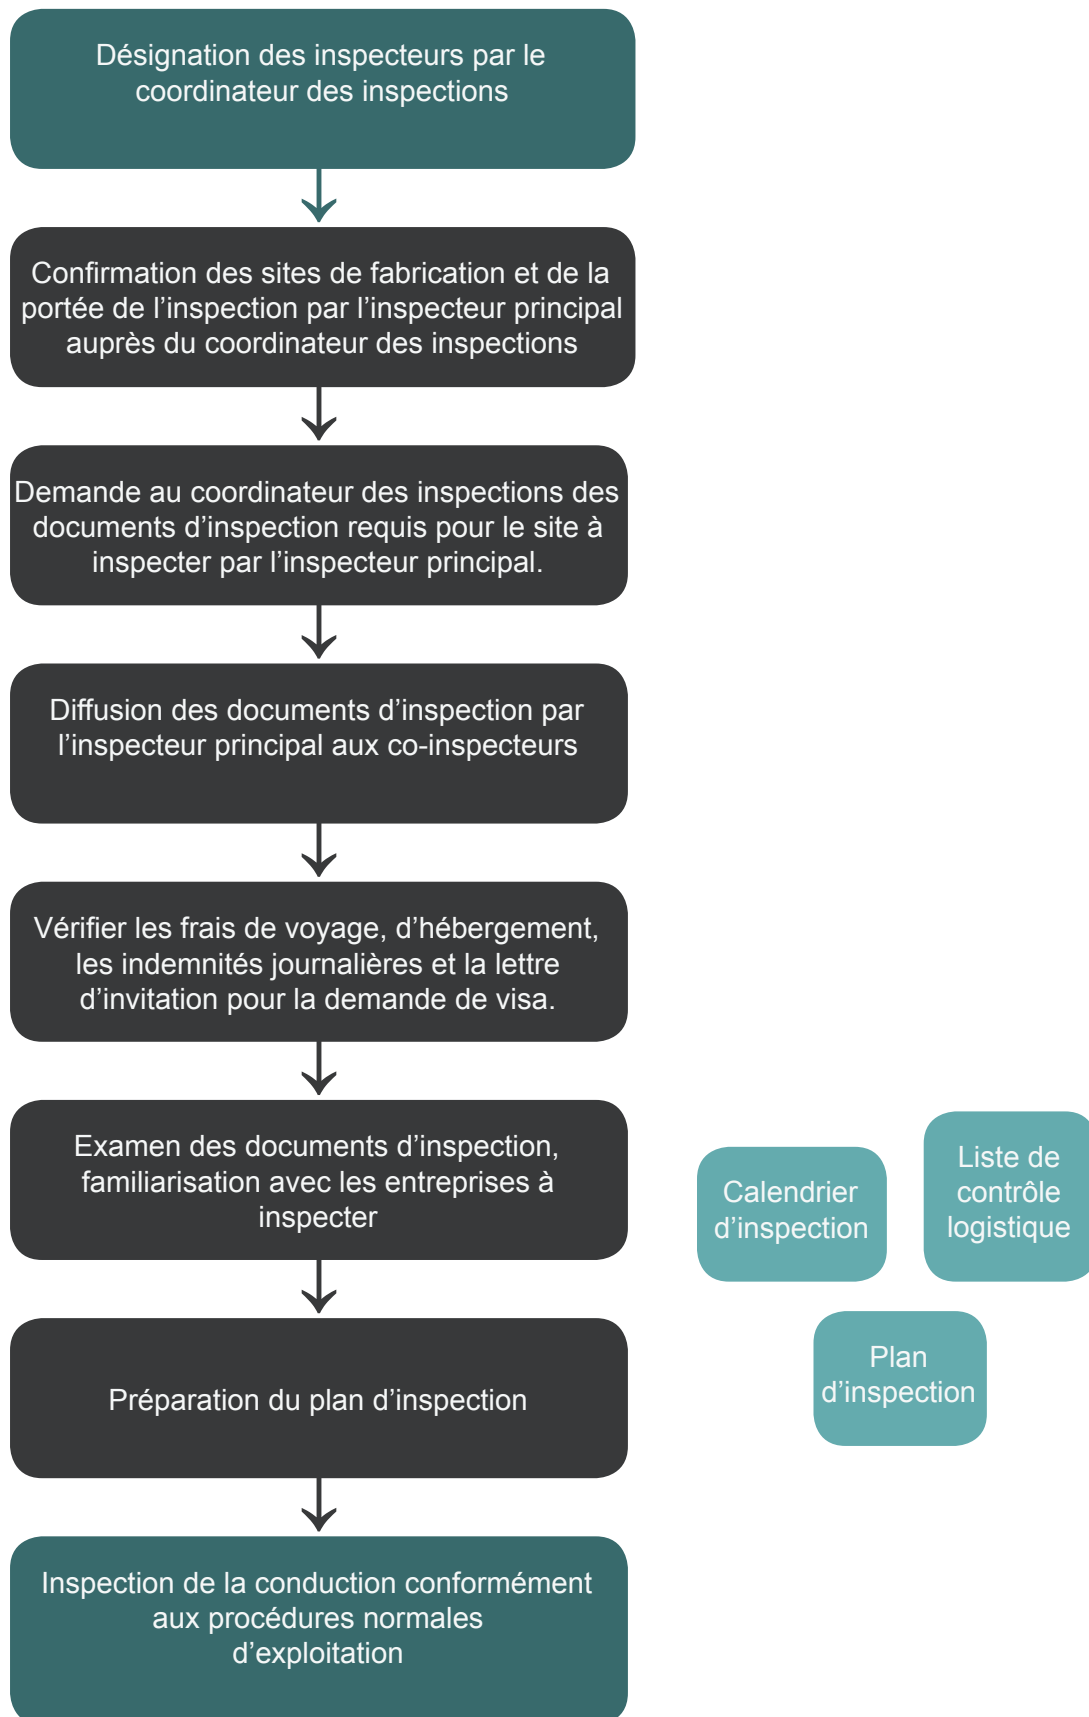 Désignation des inspecteurs par le
coordinateur des inspections
Confirmation des sites de fabrication et de la
portée de l’inspection par l’inspecteur principal
auprès du coordinateur des inspections
Demande au coordinateur des inspections des
documents d’inspection requis pour le site à
inspecter par l’inspecteur principal.
Diffusion des documents d’inspection par
l’inspecteur principal aux co-inspecteurs
Vérifier les frais de voyage, d’hébergement,
les indemnités journalières et la lettre
d’invitation pour la demande de visa.
Examen des documents d’inspection,
familiarisation avec les entreprises à
inspecter
Calendrier
d’inspection
Liste de
contrôle
logistique
Plan
d’inspection
Préparation du plan d’inspection
Inspection de la conduction conformément
aux procédures normales
d’exploitation